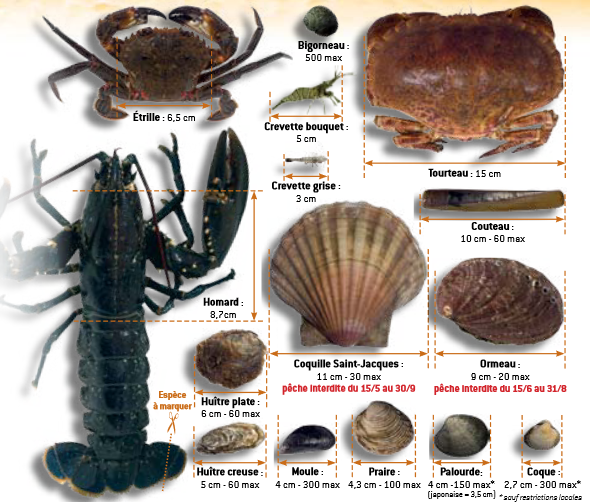 Bigorneau :
500 max
Étrille : 6,5 cm
Crevette bouquet :
5 cm
Crevette grise :
3 cm
Tourteau : 15 cm
Couteau :
10 cm - 60 max
Homard :
8,7cm
Coquille Saint-Jacques :
11 cm - 30 max
pêche interdite du 15/5 au 30/9
Ormeau :
9 cm - 20 max
pêche interdite du 15/6 au 31/8
Espèce
à marquer
Huître plate :
6 cm - 60 max
Huître creuse :
5 cm - 60 max
Moule :
4 cm - 300 max
Praire :
4,3 cm - 100 max
Palourde:
4 cm -150 max*
(japonaise = 3,5 cm)
Coque :
2,7 cm - 300 max*
*sauf restrictions locales